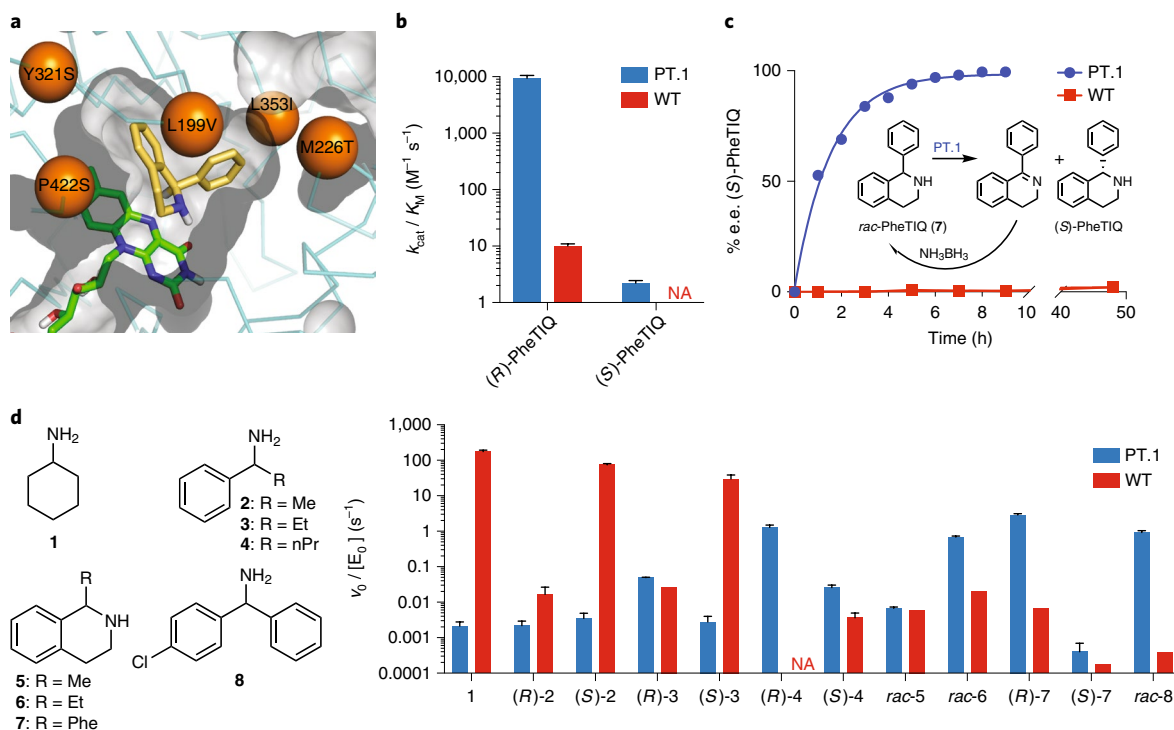 a
Y321S
L199V
L353I
M226T
P422S
b
PT.1
WT
10,000
1,000
100
10
1
k_cat / K_M (M⁻¹ s⁻¹)
NA
(R)-PheTIQ
(S)-PheTIQ
c
PT.1
WT
% e.e. (S)-PheTIQ
100
50
0
PT.1
NH
N
+
NH
rac-PheTIQ (7)
(S)-PheTIQ
NH₃BH₃
0 2 4 6 8 10 40 50
Time (h)
d
NH₂
1
NH₂
R
2: R = Me
3: R = Et
4: R = nPr
R
NH
5: R = Me
6: R = Et
7: R = Phe
NH₂
Cl
8
v₀ / [E₀] (s⁻¹)
1,000
100
10
1
0.1
0.01
0.001
0.0001
PT.1
WT
NA
1 (R)-2 (S)-2 (R)-3 (S)-3 (R)-4 (S)-4 rac-5 rac-6 (R)-7 (S)-7 rac-8